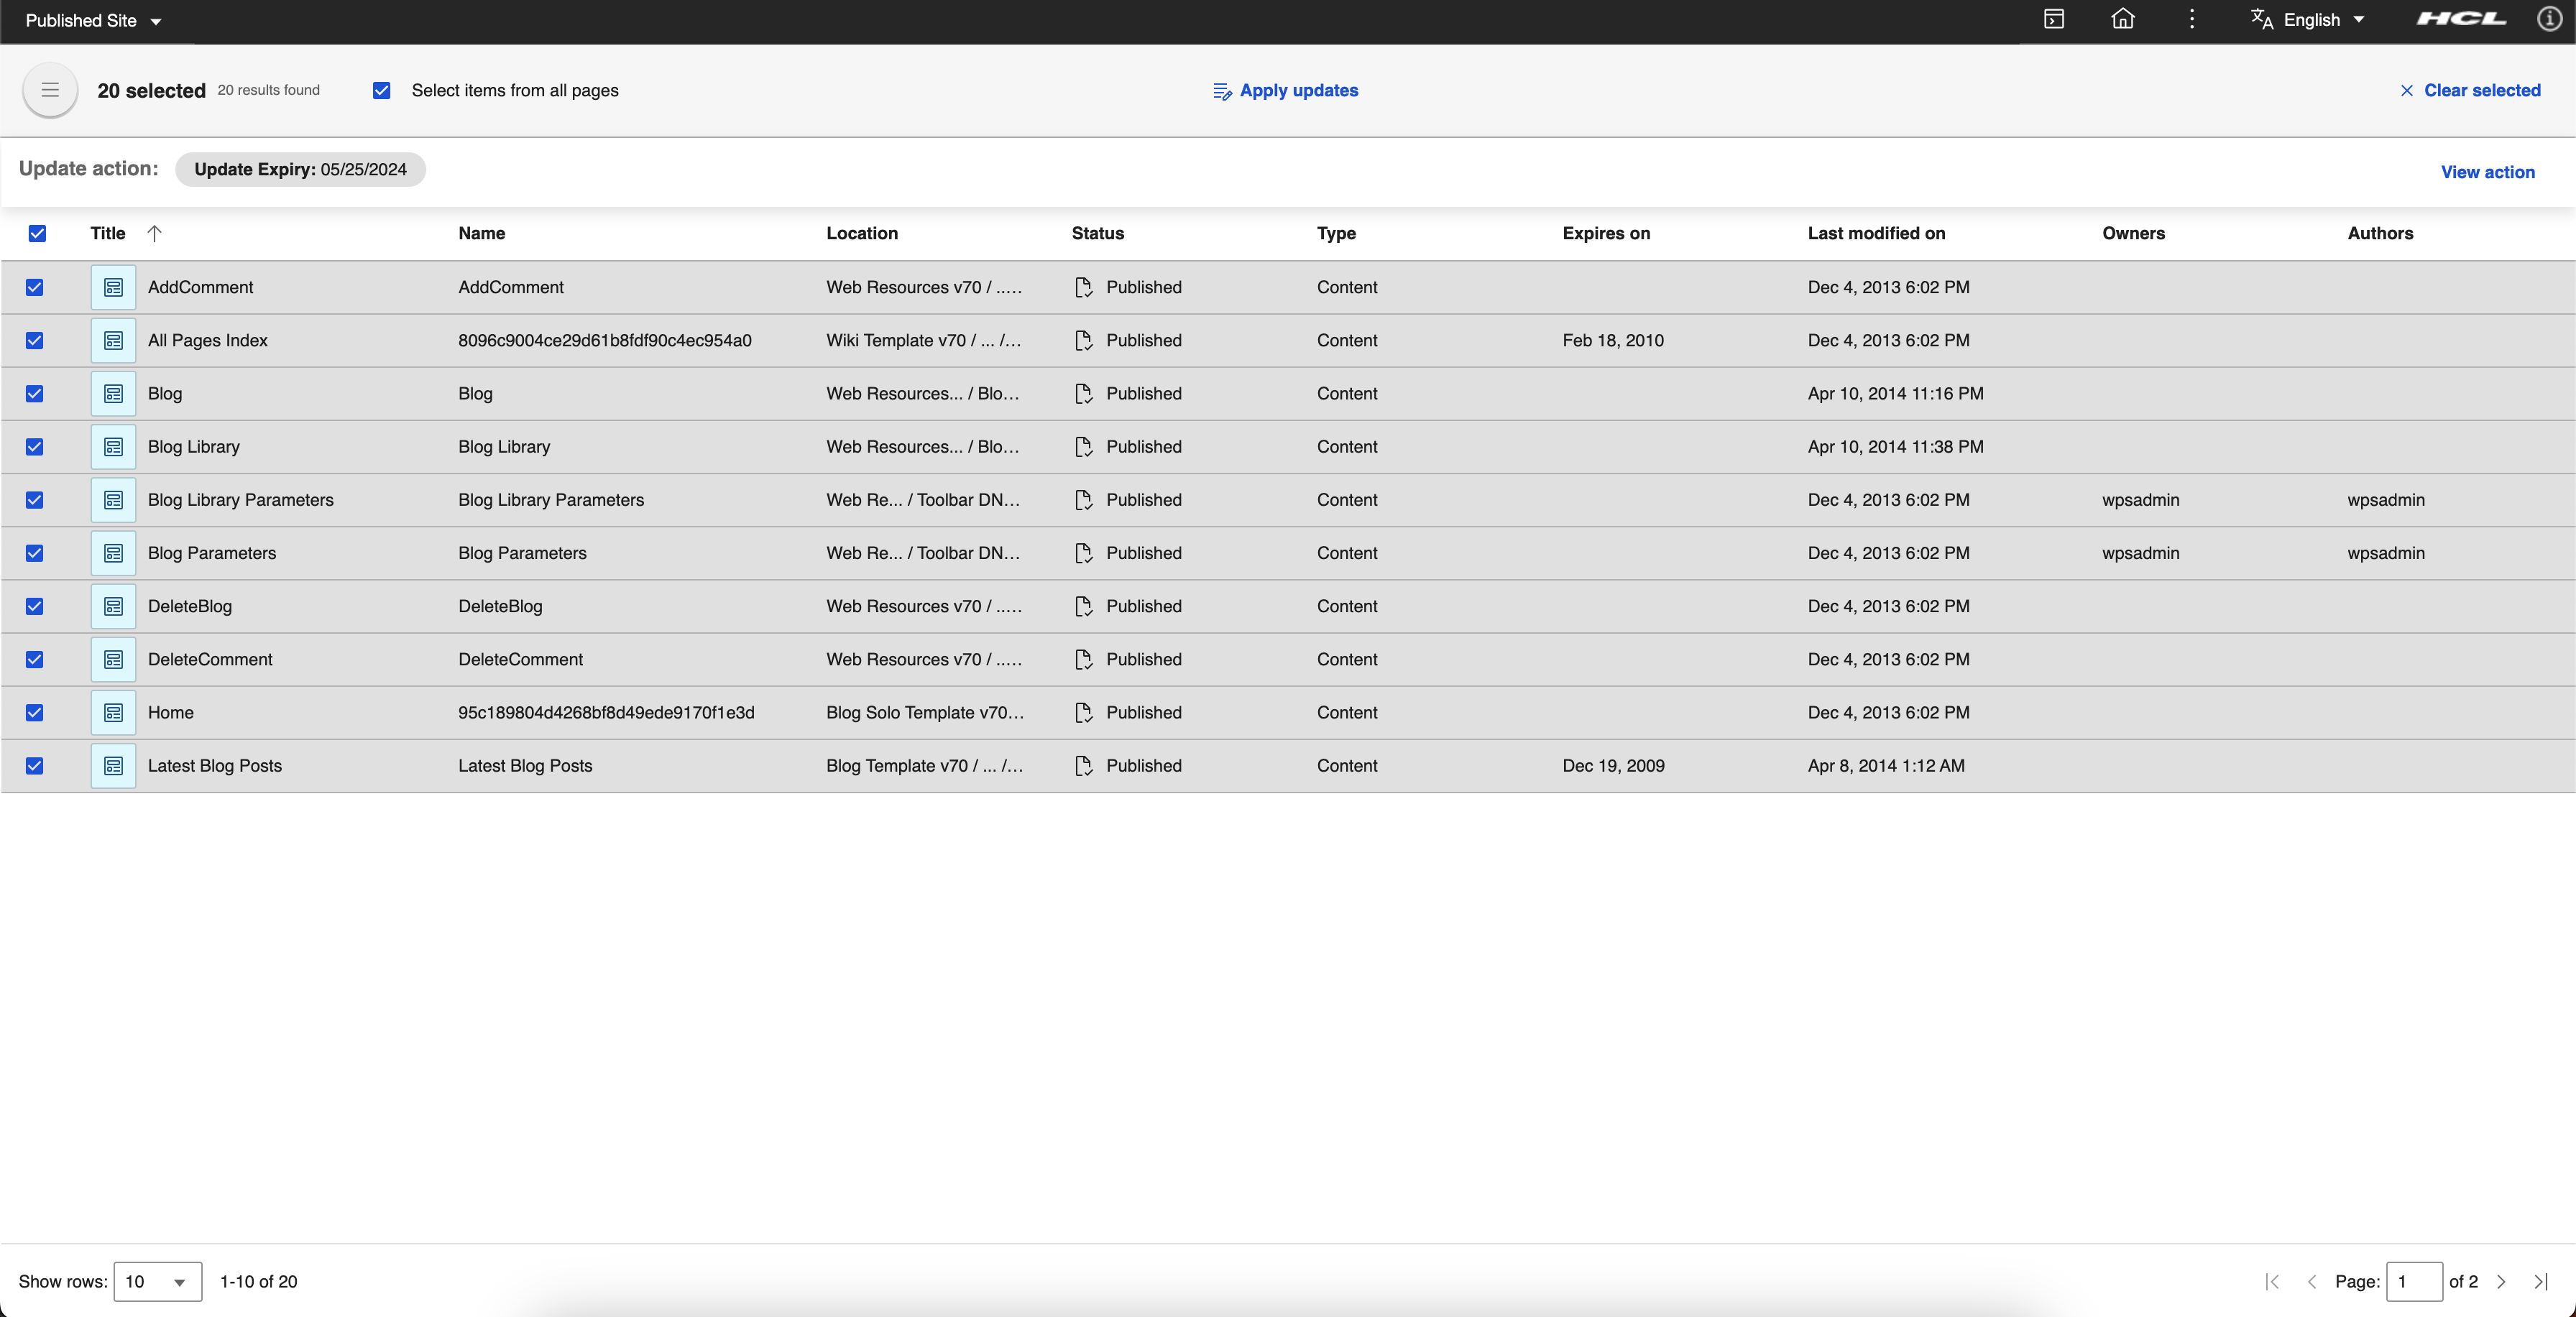 Published Site
English
HCL
20 selected 20 results found Select items from all pages Apply updates Clear selected
Update action: Update Expiry: 05/25/2024 View action
Title Name Location Status Type Expires on Last modified on Owners Authors
AddComment AddComment Web Resources v70 / ..... Published Content Dec 4, 2013 6:02 PM
All Pages Index 8096c9004ce29d61b8fdf90c4ec954a0 Wiki Template v70 / ... /... Published Content Feb 18, 2010 Dec 4, 2013 6:02 PM
Blog Blog Web Resources... / Blo... Published Content Apr 10, 2014 11:16 PM
Blog Library Blog Library Web Resources... / Blo... Published Content Apr 10, 2014 11:38 PM
Blog Library Parameters Blog Library Parameters Web Re... / Toolbar DN... Published Content Dec 4, 2013 6:02 PM wpsadmin wpsadmin
Blog Parameters Blog Parameters Web Re... / Toolbar DN... Published Content Dec 4, 2013 6:02 PM wpsadmin wpsadmin
DeleteBlog DeleteBlog Web Resources v70 / ..... Published Content Dec 4, 2013 6:02 PM
DeleteComment DeleteComment Web Resources v70 / ..... Published Content Dec 4, 2013 6:02 PM
Home 95c189804d4268bf8d49ede9170f1e3d Blog Solo Template v70... Published Content Dec 4, 2013 6:02 PM
Latest Blog Posts Latest Blog Posts Blog Template v70 / ... /... Published Content Dec 19, 2009 Apr 8, 2014 1:12 AM
Show rows: 10 1-10 of 20 Page: 1 of 2